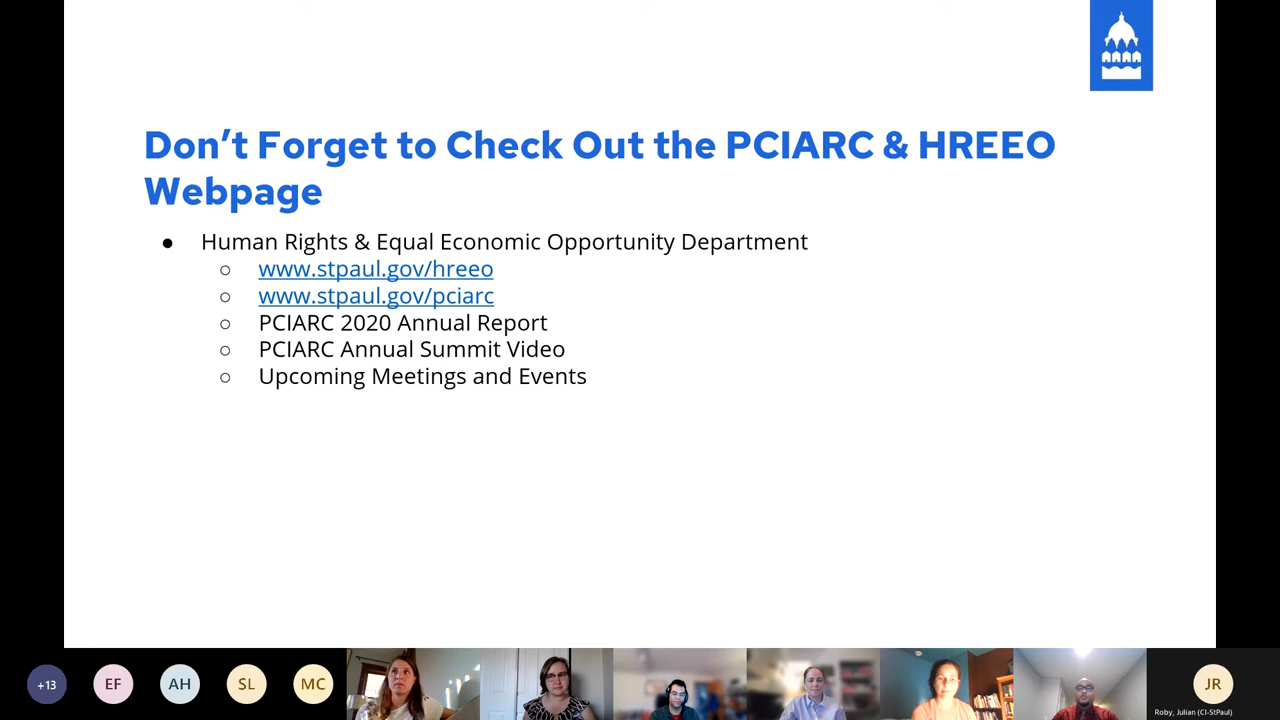 Don’t Forget to Check Out the PCIARC & HREEO
Webpage
● Human Rights & Equal Economic Opportunity Department
○ www.stpaul.gov/hreeo
○ www.stpaul.gov/pciarc
○ PCIARC 2020 Annual Report
○ PCIARC Annual Summit Video
○ Upcoming Meetings and Events
+13
EF
AH
SL
MC
JR
Roby, Julian (CI-StPaul)